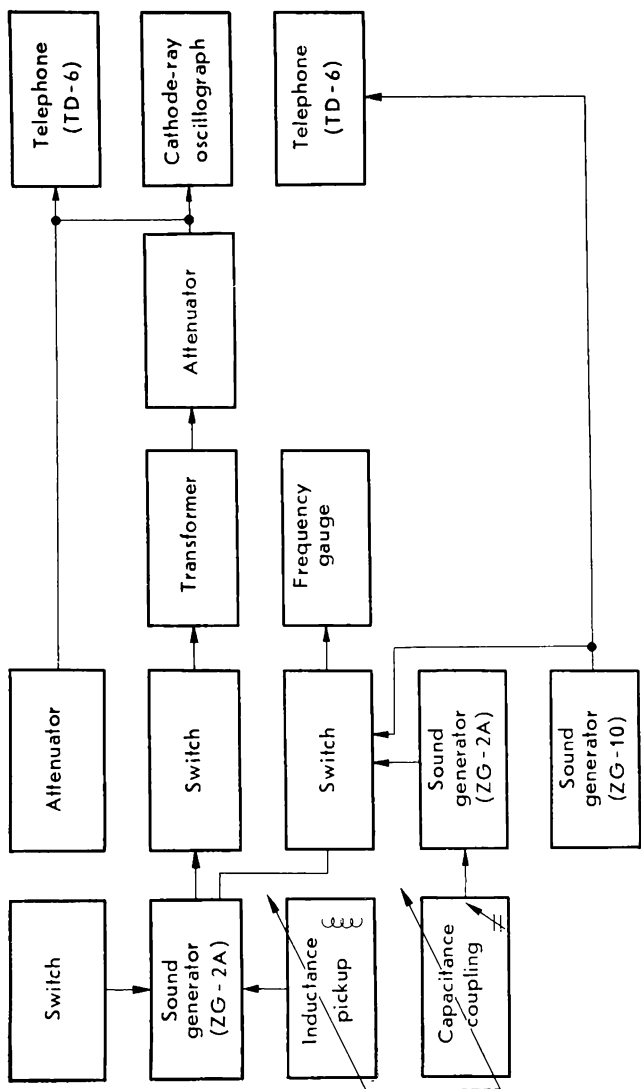 Switch
Attenuator
Telephone
(TD-6)
Sound
generator
(ZG-2A)
Switch
Transformer
Attenuator
Cathode-ray
oscillograph
Inductance
pickup
Switch
Frequency
gauge
Telephone
(TD-6)
Capacitance
coupling
Sound
generator
(ZG-2A)
Sound
generator
(ZG-10)